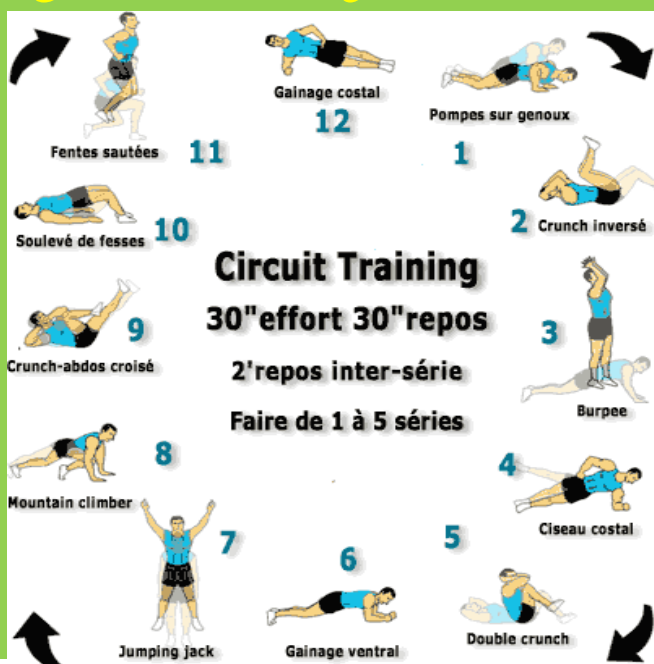 Gainage costal
12
Pompes sur genoux
1
Crunch inversé
2
Burpee
3
Ciseau costal
4
Double crunch
5
Gainage ventral
6
Jumping jack
7
Mountain climber
8
Crunch-abdos croisé
9
Soulevé de fesses
10
Fentes sautées
11
Circuit Training
30"effort 30"repos
2'repos inter-série
Faire de 1 à 5 séries